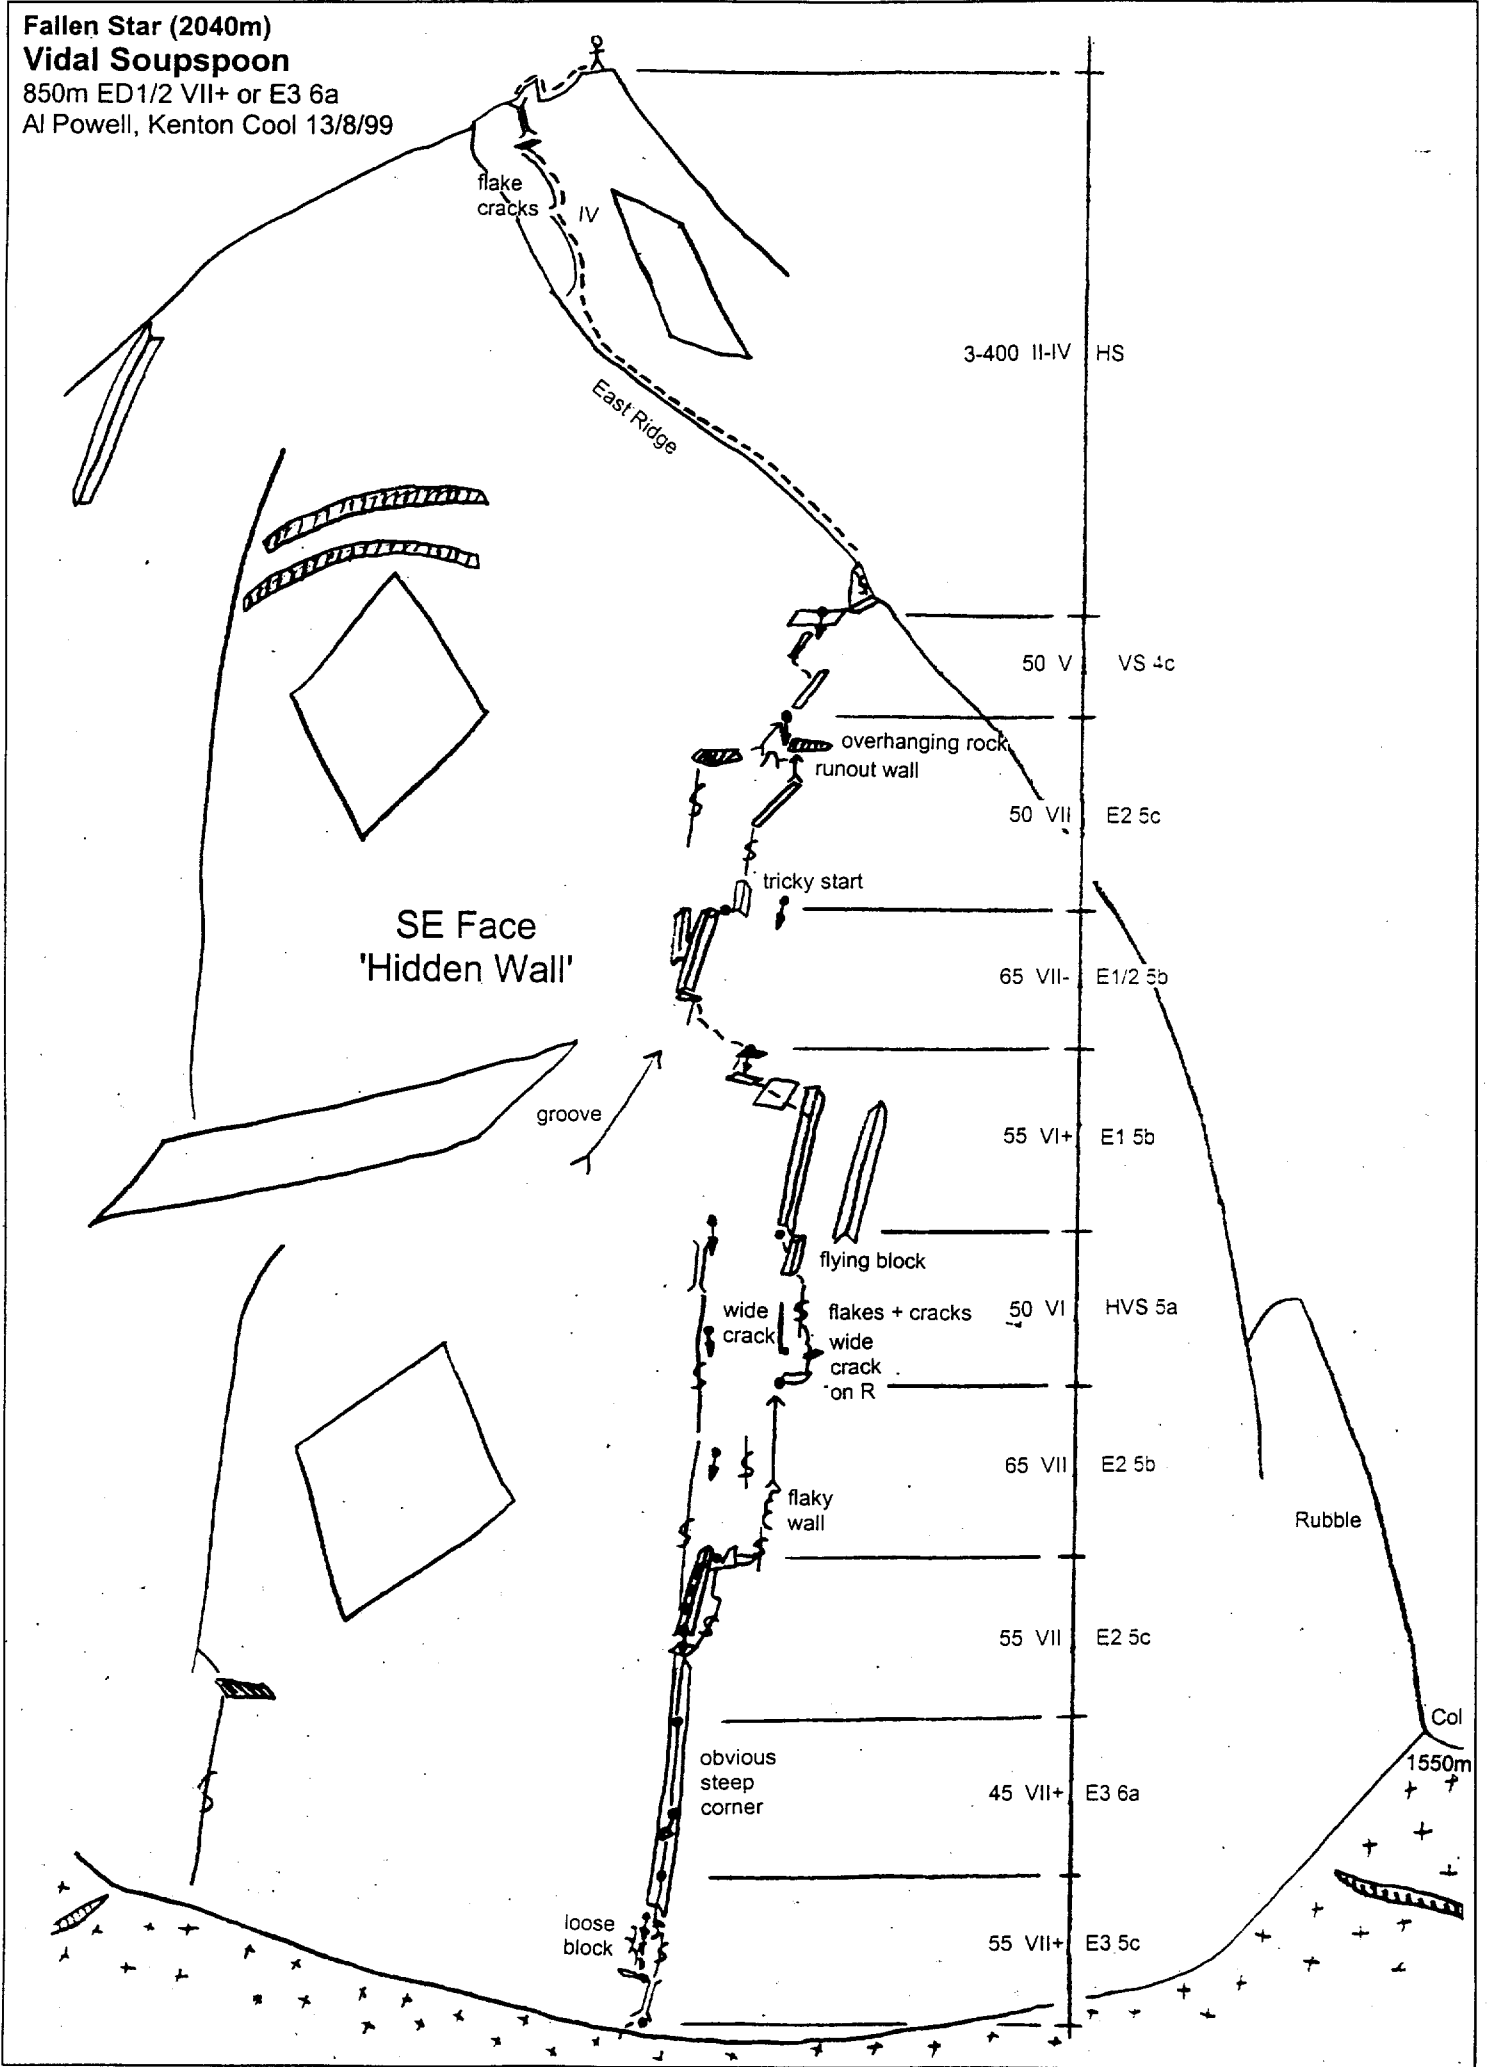 Fallen Star (2040m)
Vidal Soupspoon
850m ED1/2 VII+ or E3 6a
Al Powell, Kenton Cool 13/8/99
flake
cracks
IV
3-400 II-IV HS
East Ridge
50 V VS 4c
overhanging rock
runout wall
50 VII E2 5c
tricky start
SE Face
'Hidden Wall'
65 VII- E1/2 5b
groove
55 VI+ E1 5b
flying block
wide
crack
flakes + cracks
50 VI HVS 5a
wide
crack
on R
65 VII E2 5b
flaky
wall
Rubble
55 VII E2 5c
Col
1550m
obvious
steep
corner
45 VII+ E3 6a
loose
block
55 VII+ E3 5c